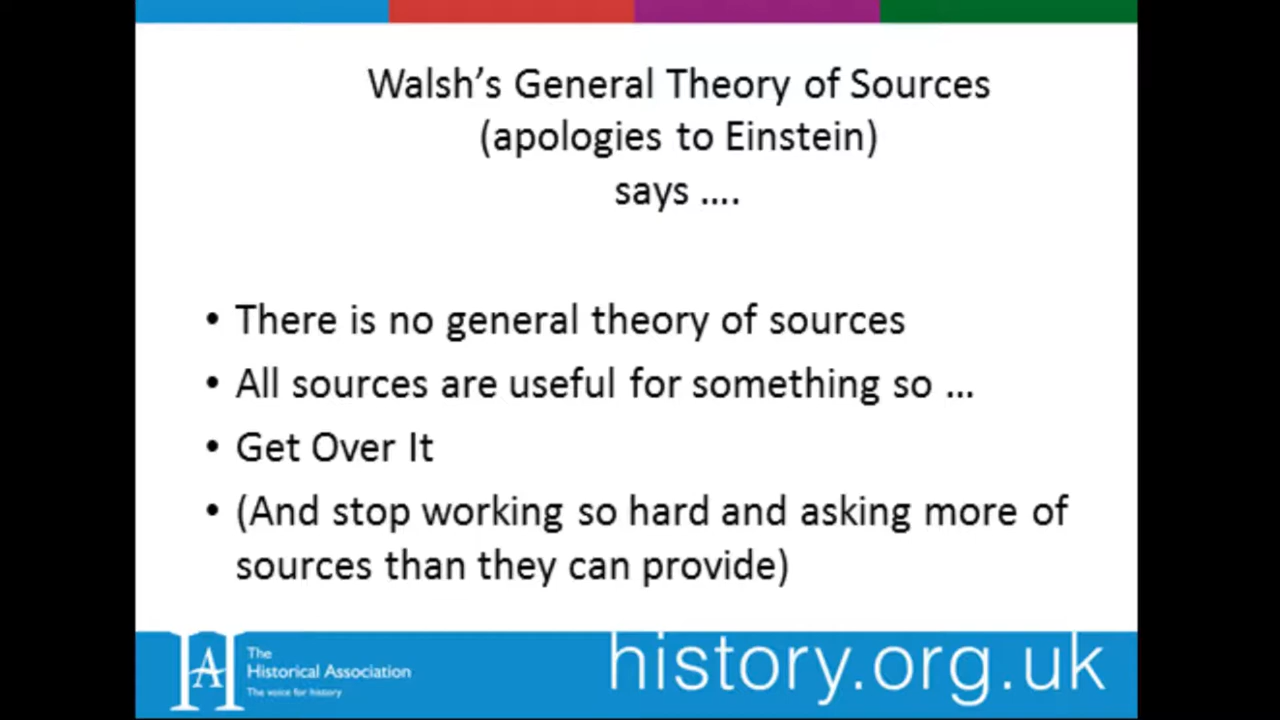 Walsh’s General Theory of Sources
(apologies to Einstein)
says ....
• There is no general theory of sources
• All sources are useful for something so ...
• Get Over It
• (And stop working so hard and asking more of
sources than they can provide)
The
Historical Association
The voice for history
history.org.uk